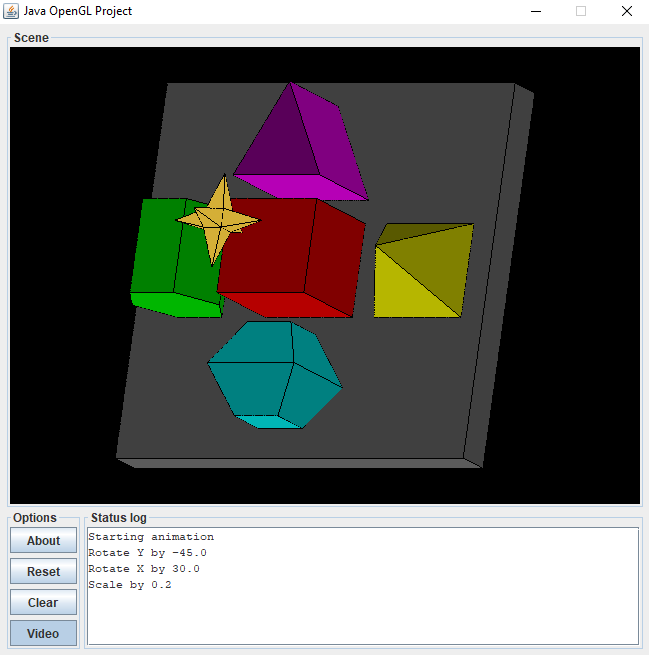 Java OpenGL Project
Scene
Options
About
Reset
Clear
Video
Status log
Starting animation
Rotate Y by -45.0
Rotate X by 30.0
Scale by 0.2